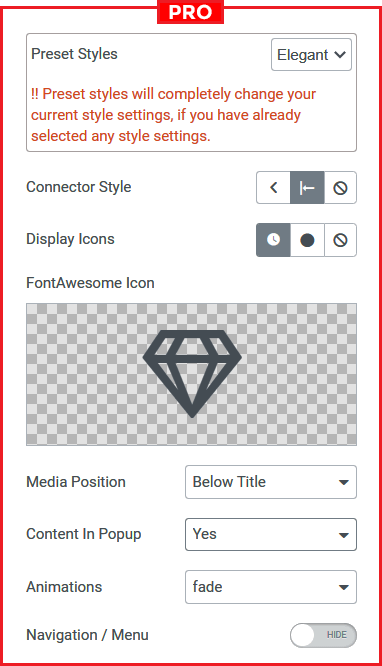 PRO
Preset Styles
Elegant
!! Preset styles will completely change your
current style settings, if you have already
selected any style settings.
Connector Style
Display Icons
FontAwesome Icon
Media Position
Below Title
Content In Popup
Yes
Animations
fade
Navigation / Menu
HIDE